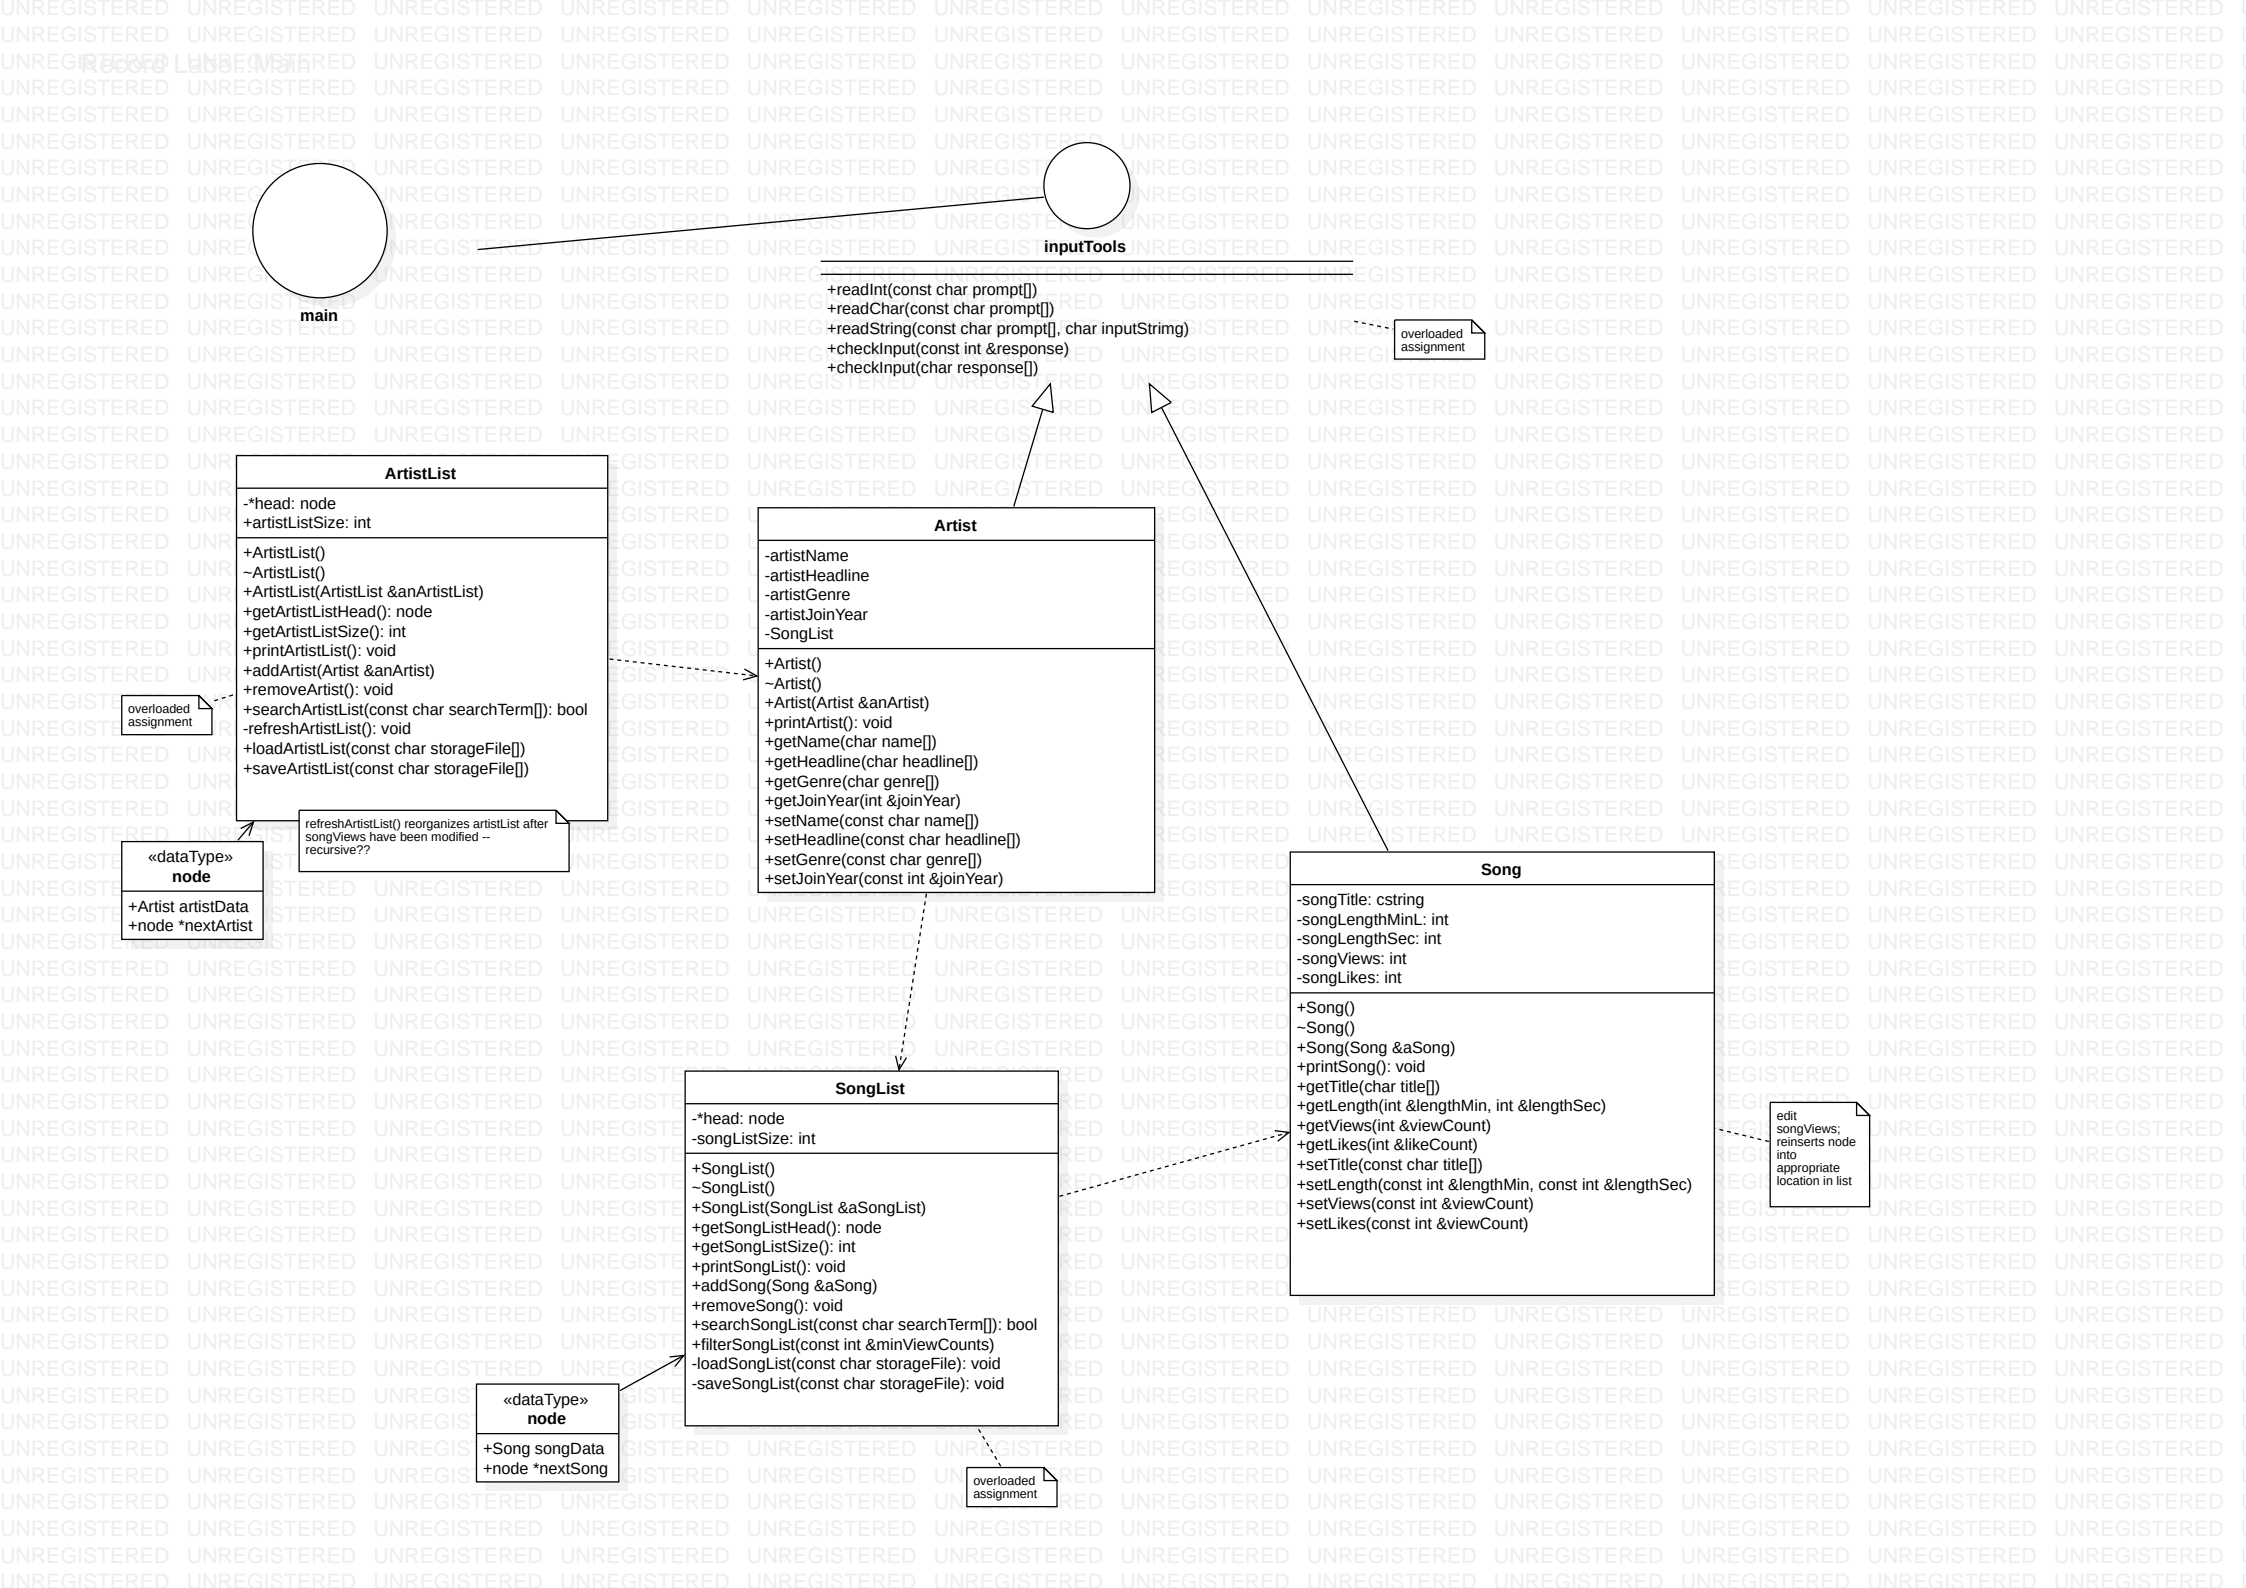 Record Label::Main
main
inputTools
+readInt(const char prompt[])
+readChar(const char prompt[])
+readString(const char prompt[], char inputStrimg)
+checkInput(const int &response)
+checkInput(char response[])
overloaded
assignment
ArtistList
-*head: node
+artistListSize: int
+ArtistList()
~ArtistList()
+ArtistList(ArtistList &anArtistList)
+getArtistListHead(): node
+getArtistListSize(): int
+printArtistList(): void
+addArtist(Artist &anArtist)
+removeArtist(): void
+searchArtistList(const char searchTerm[]): bool
-refreshArtistList(): void
+loadArtistList(const char storageFile[])
+saveArtistList(const char storageFile[])
overloaded
assignment
refreshArtistList() reorganizes artistList after
songViews have been modified --
recursive??
«dataType»
node
+Artist artistData
+node *nextArtist
Artist
-artistName
-artistHeadline
-artistGenre
-artistJoinYear
-SongList
+Artist()
~Artist()
+Artist(Artist &anArtist)
+printArtist(): void
+getName(char name[])
+getHeadline(char headline[])
+getGenre(char genre[])
+getJoinYear(int &joinYear)
+setName(const char name[])
+setHeadline(const char headline[])
+setGenre(const char genre[])
+setJoinYear(const int &joinYear)
Song
-songTitle: cstring
-songLengthMinL: int
-songLengthSec: int
-songViews: int
-songLikes: int
+Song()
~Song()
+Song(Song &aSong)
+printSong(): void
+getTitle(char title[])
+getLength(int &lengthMin, int &lengthSec)
+getViews(int &viewCount)
+getLikes(int &likeCount)
+setTitle(const char title[])
+setLength(const int &lengthMin, const int &lengthSec)
+setViews(const int &viewCount)
+setLikes(const int &viewCount)
edit
songViews;
reinserts node
into
appropriate
location in list
SongList
-*head: node
-songListSize: int
+SongList()
~SongList()
+SongList(SongList &aSongList)
+getSongListHead(): node
+getSongListSize(): int
+printSongList(): void
+addSong(Song &aSong)
+removeSong(): void
+searchSongList(const char searchTerm[]): bool
+filterSongList(const int &minViewCounts)
-loadSongList(const char storageFile): void
-saveSongList(const char storageFile): void
«dataType»
node
+Song songData
+node *nextSong
overloaded
assignment
UNREGISTERED